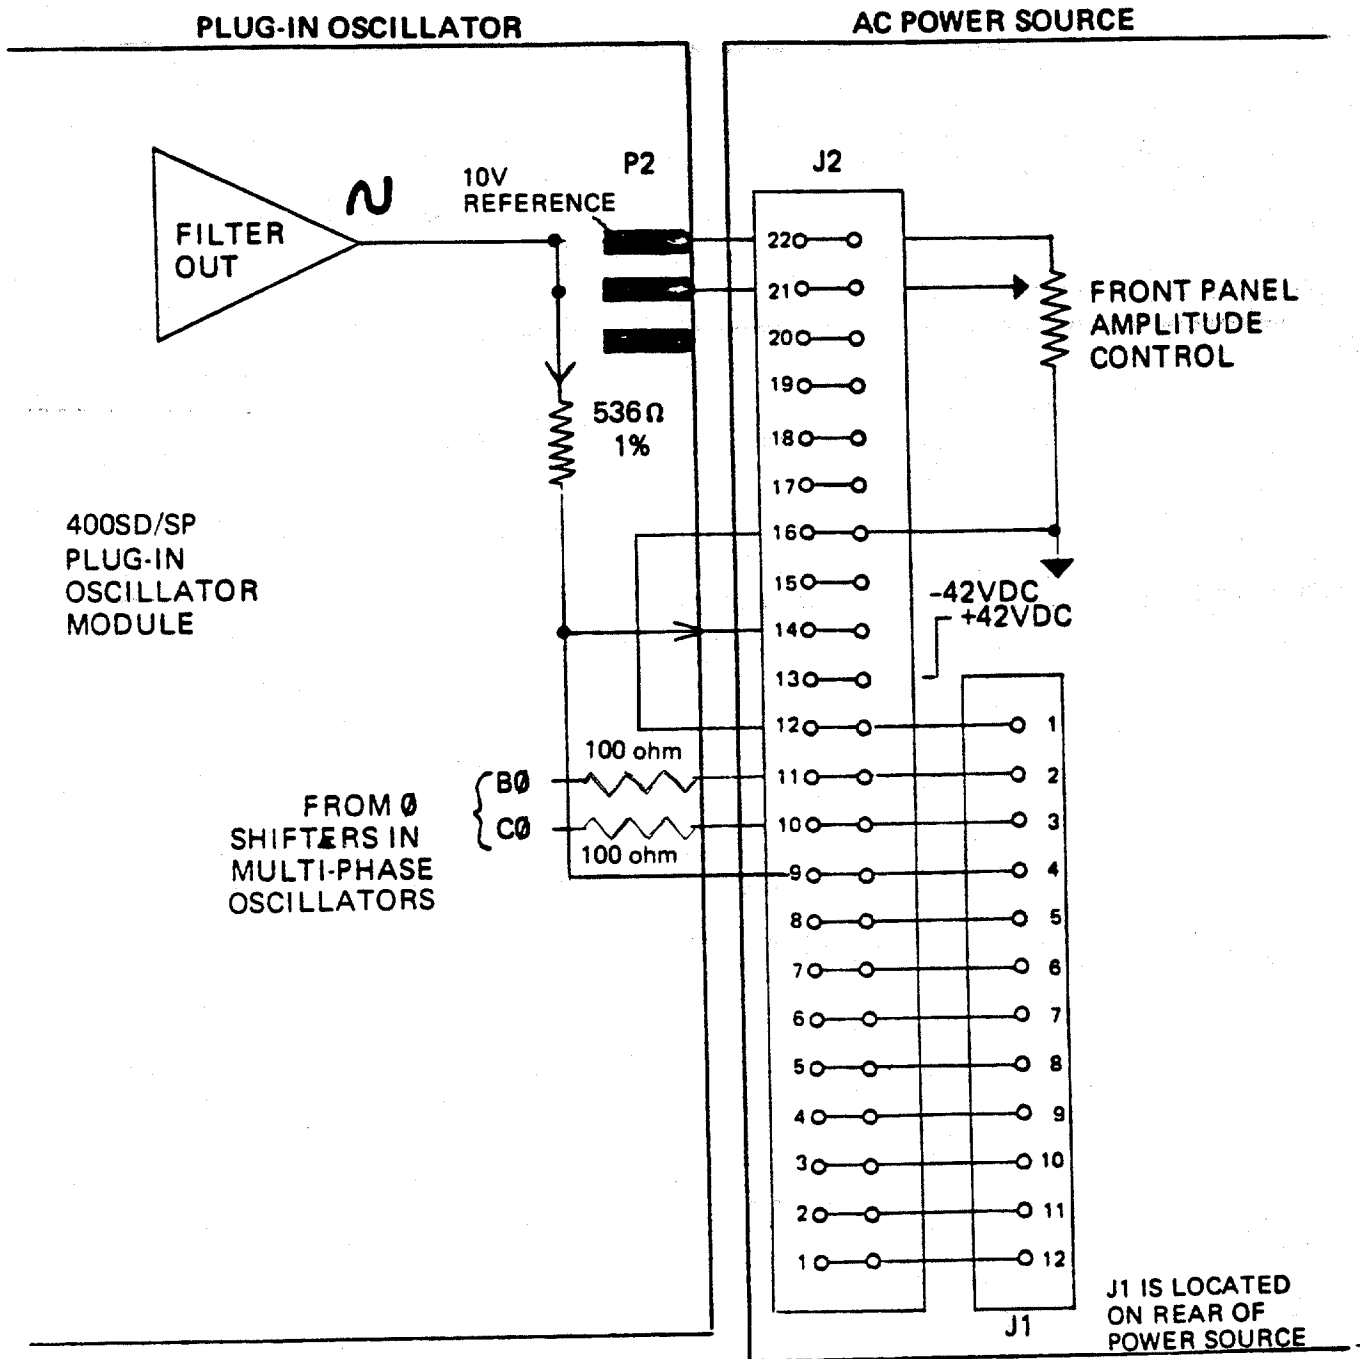 PLUG-IN OSCILLATOR
AC POWER SOURCE
P2
J2
10V
REFERENCE
FILTER
OUT
22
21
20
19
18
17
16
15
14
13
12
11
10
9
8
7
6
5
4
3
2
1
FRONT PANEL
AMPLITUDE
CONTROL
536Ω
1%
400SD/SP
PLUG-IN
OSCILLATOR
MODULE
-42VDC
+42VDC
100 ohm
BØ
CØ
100 ohm
FROM Ø
SHIFTERS IN
MULTI-PHASE
OSCILLATORS
1
2
3
4
5
6
7
8
9
10
11
12
J1
J1 IS LOCATED
ON REAR OF
POWER SOURCE